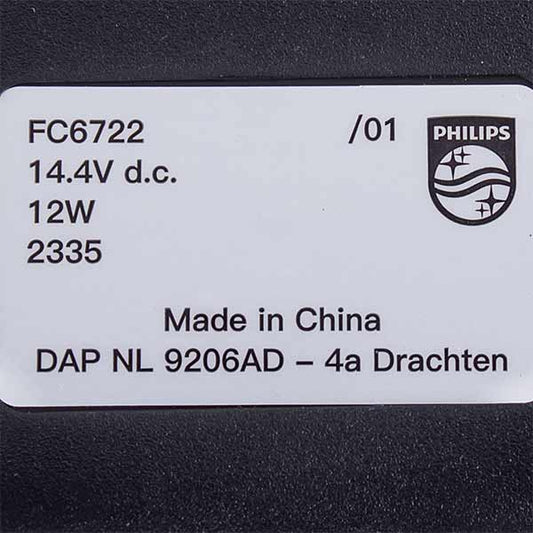 FC6722 /01
PHILIPS
14.4V d.c.
12W
2335
Made in China
DAP NL 9206AD – 4a Drachten